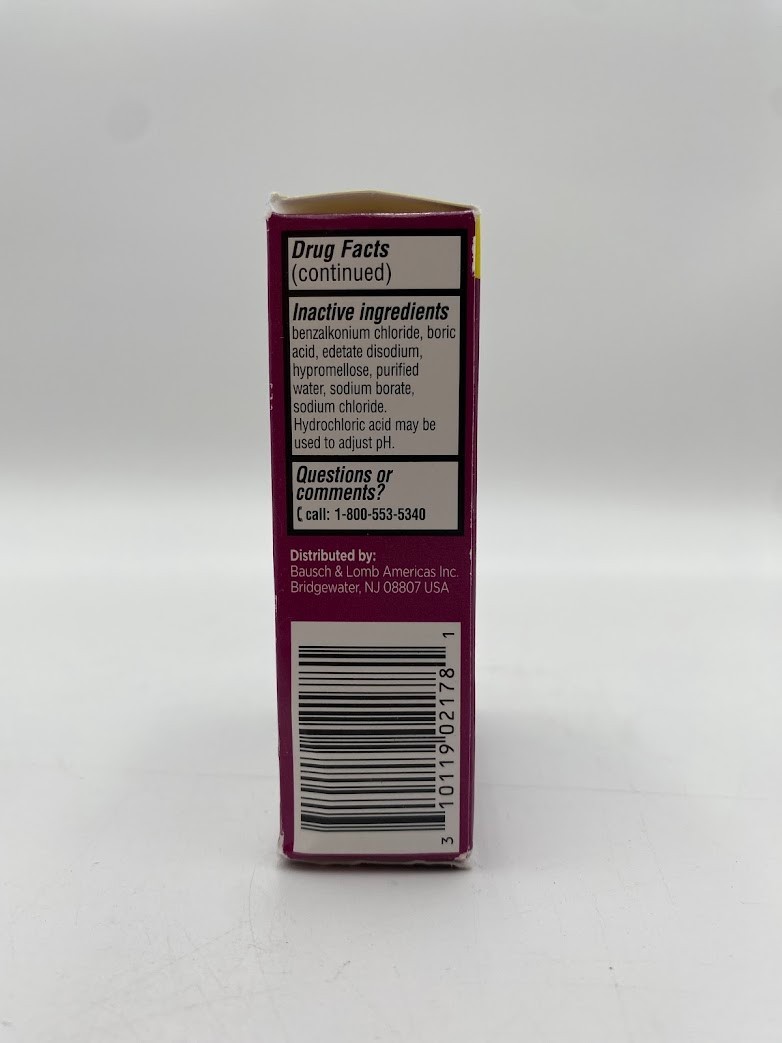 Drug Facts
(continued)
Inactive ingredients
benzalkonium chloride, boric
acid, edetate disodium,
hypromellose, purified
water, sodium borate,
sodium chloride.
Hydrochloric acid may be
used to adjust pH.
Questions or
comments?
call: 1-800-553-5340
Distributed by:
Bausch & Lomb Americas Inc.
Bridgewater, NJ 08807 USA
3 10119 02178 1